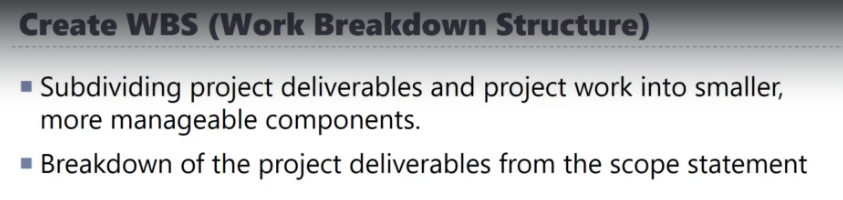 Create WBS (Work Breakdown Structure)
Subdividing project deliverables and project work into smaller,
more manageable components.
Breakdown of the project deliverables from the scope statement